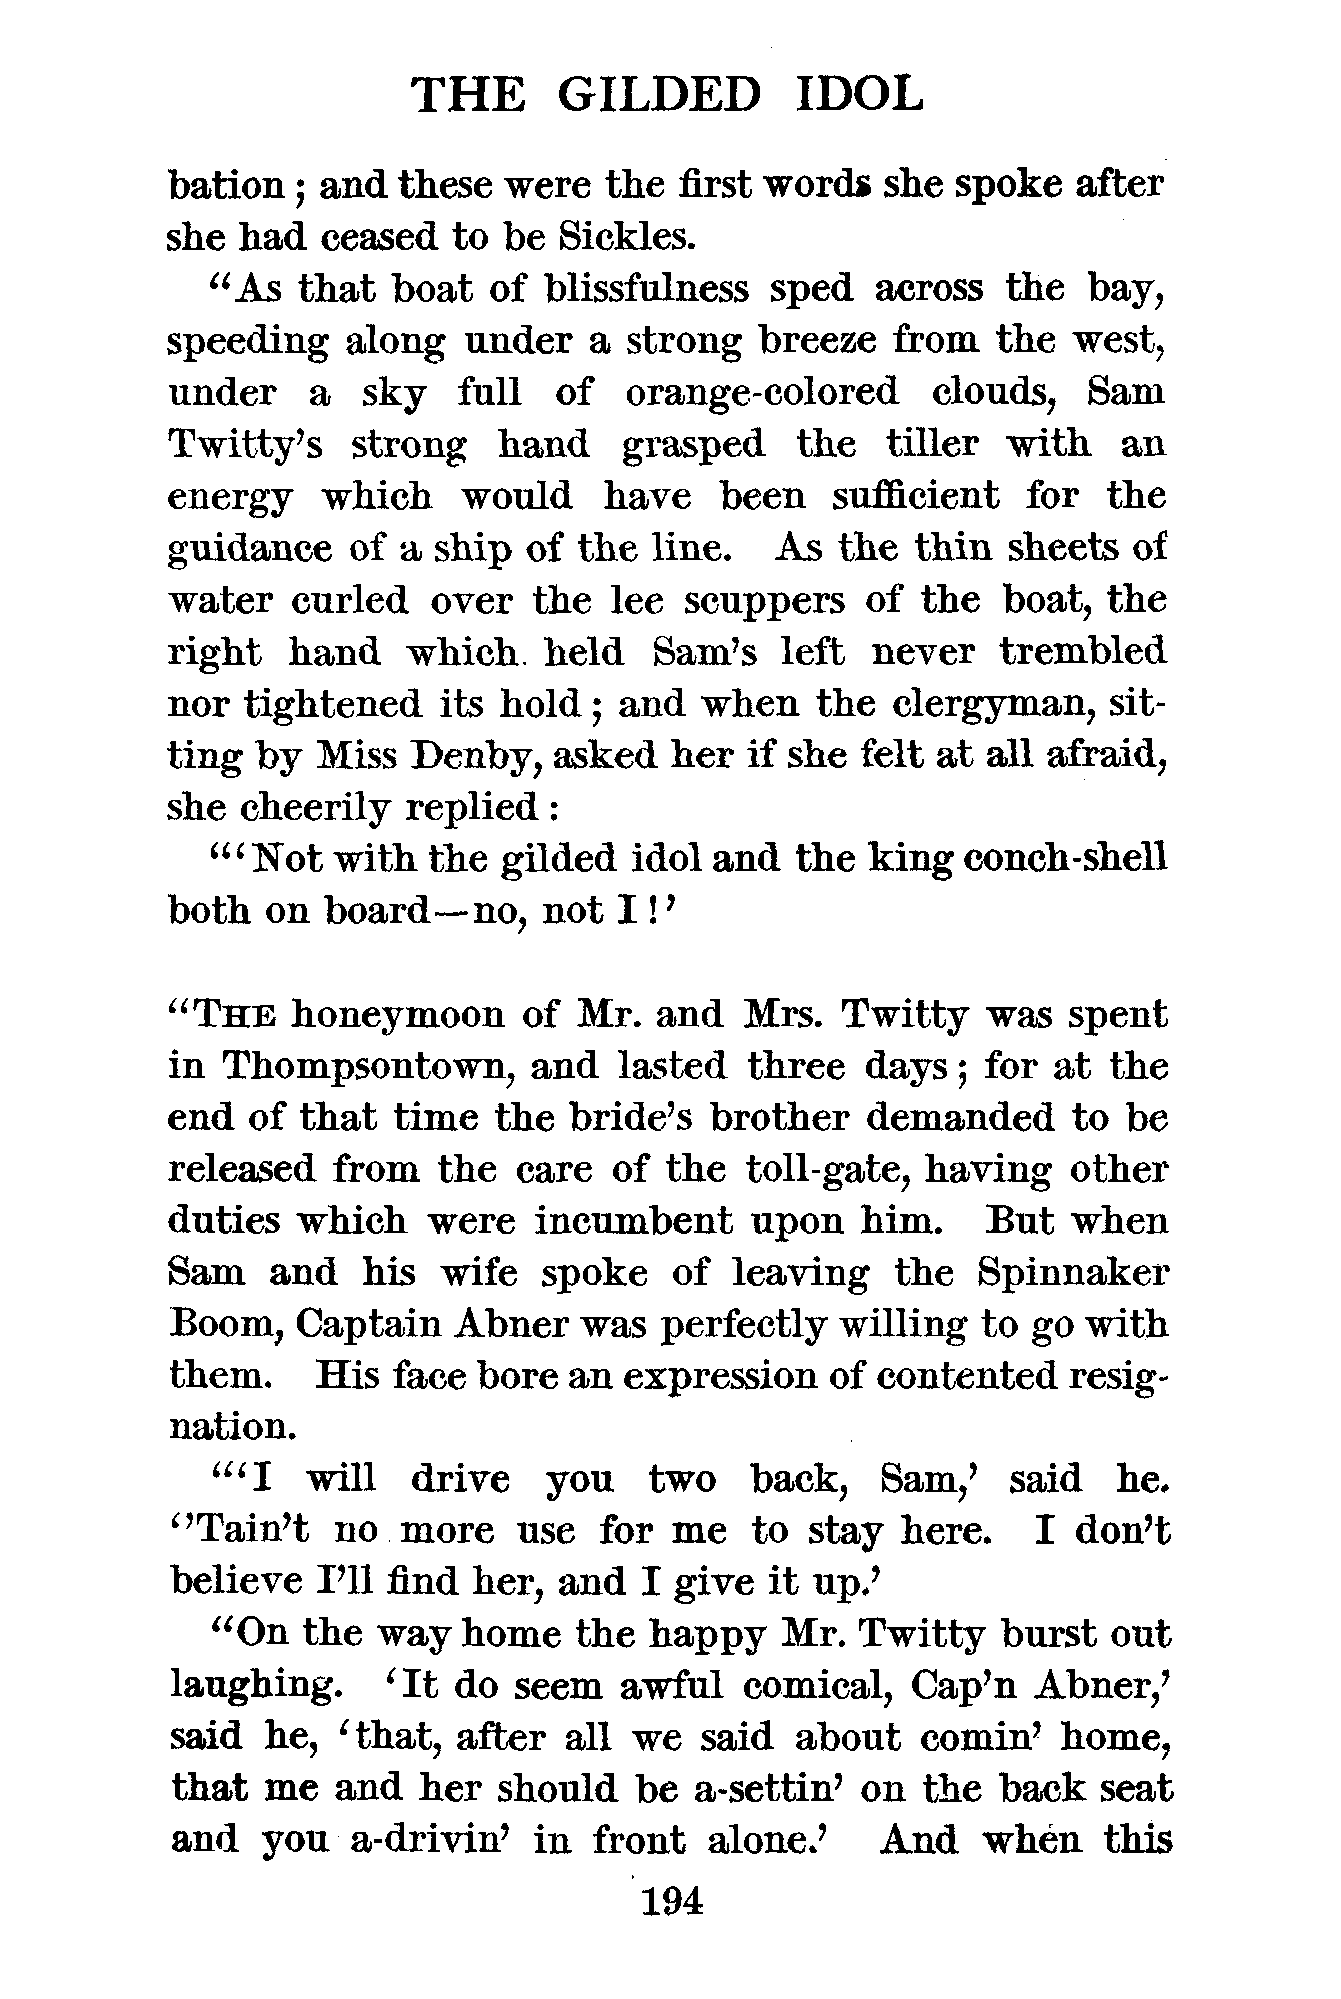 THE GILDED IDOL
bation; and these were the first words she spoke after
she had ceased to be Sickles.
"As that boat of blissfulness sped across the bay,
speeding along under a strong breeze from the west,
under a sky full of orange-colored clouds, Sam
Twitty's strong hand grasped the tiller with an
energy which would have been sufficient for the
guidance of a ship of the line. As the thin sheets of
water curled over the lee scuppers of the boat, the
right hand which held Sam's left never trembled
nor tightened its hold; and when the clergyman, sit-
ting by Miss Denby, asked her if she felt at all afraid,
she cheerily replied:
"'Not with the gilded idol and the king conch-shell
both on board—no, not I!'
"THE honeymoon of Mr. and Mrs. Twitty was spent
in Thompsontown, and lasted three days; for at the
end of that time the bride's brother demanded to be
released from the care of the toll-gate, having other
duties which were incumbent upon him. But when
Sam and his wife spoke of leaving the Spinnaker
Boom, Captain Abner was perfectly willing to go with
them. His face bore an expression of contented resig-
nation.
"'I will drive you two back, Sam,' said he.
''Tain't no more use for me to stay here. I don't
believe I'll find her, and I give it up.'
"On the way home the happy Mr. Twitty burst out
laughing. 'It do seem awful comical, Cap'n Abner,'
said he, 'that, after all we said about comin' home,
that me and her should be a-settin' on the back seat
and you a-drivin' in front alone.' And when this
194